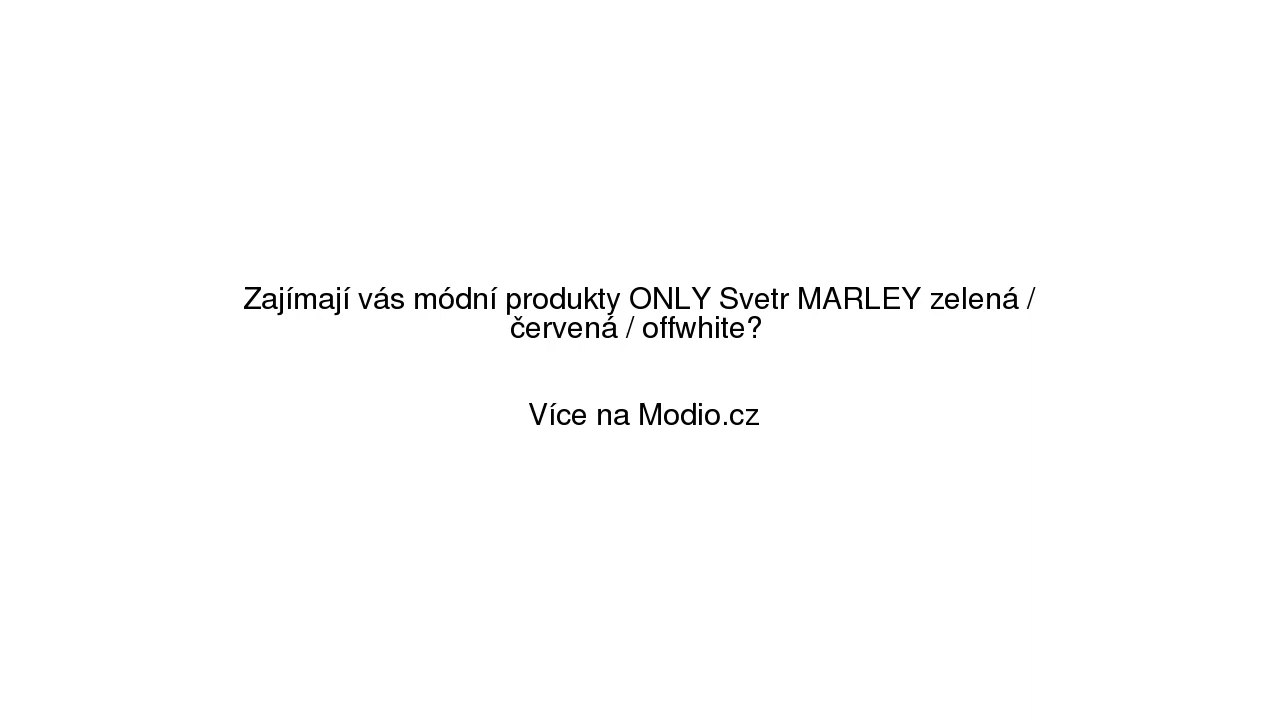 Zajímají vás módní produkty ONLY Svetr MARLEY zelená /
červená / offwhite?
Více na Modio.cz